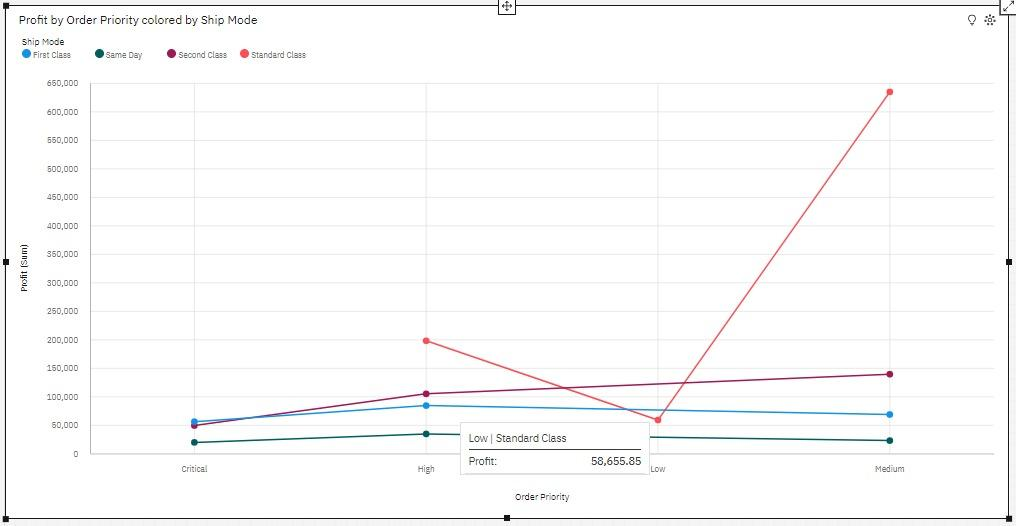 Profit by Order Priority colored by Ship Mode
Ship Mode
First Class Same Day Second Class Standard Class
650,000
600,000
550,000
500,000
450,000
400,000
350,000
300,000
250,000
200,000
150,000
100,000
50,000
0
Profit (Sum)
Low | Standard Class
Profit: 58,655.85
Critical High Low Medium
Order Priority